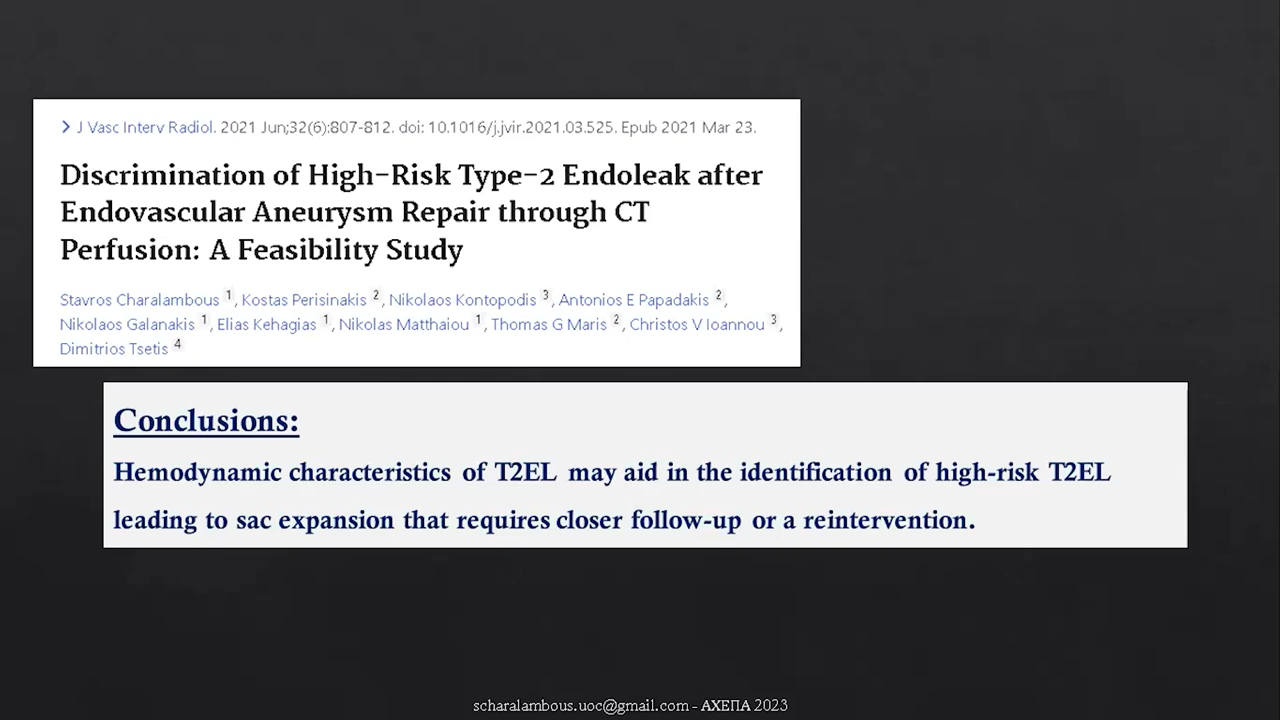 J Vasc Interv Radiol. 2021 Jun;32(6):807-812. doi: 10.1016/j.jvir.2021.03.525. Epub 2021 Mar 23.
Discrimination of High-Risk Type-2 Endoleak after
Endovascular Aneurysm Repair through CT
Perfusion: A Feasibility Study
Stavros Charalambous 1, Kostas Perisinakis 2, Nikolaos Kontopodis 3, Antonios E Papadakis 2,
Nikolaos Galanakis 1, Elias Kehagias 1, Nikolas Matthaiou 1, Thomas G Maris 2, Christos V Ioannou 3,
Dimitrios Tsetis 4
Conclusions:
Hemodynamic characteristics of T2EL may aid in the identification of high-risk T2EL
leading to sac expansion that requires closer follow-up or a reintervention.
scharalambous.uoc@gmail.com - ΑΧΕΠΑ 2023